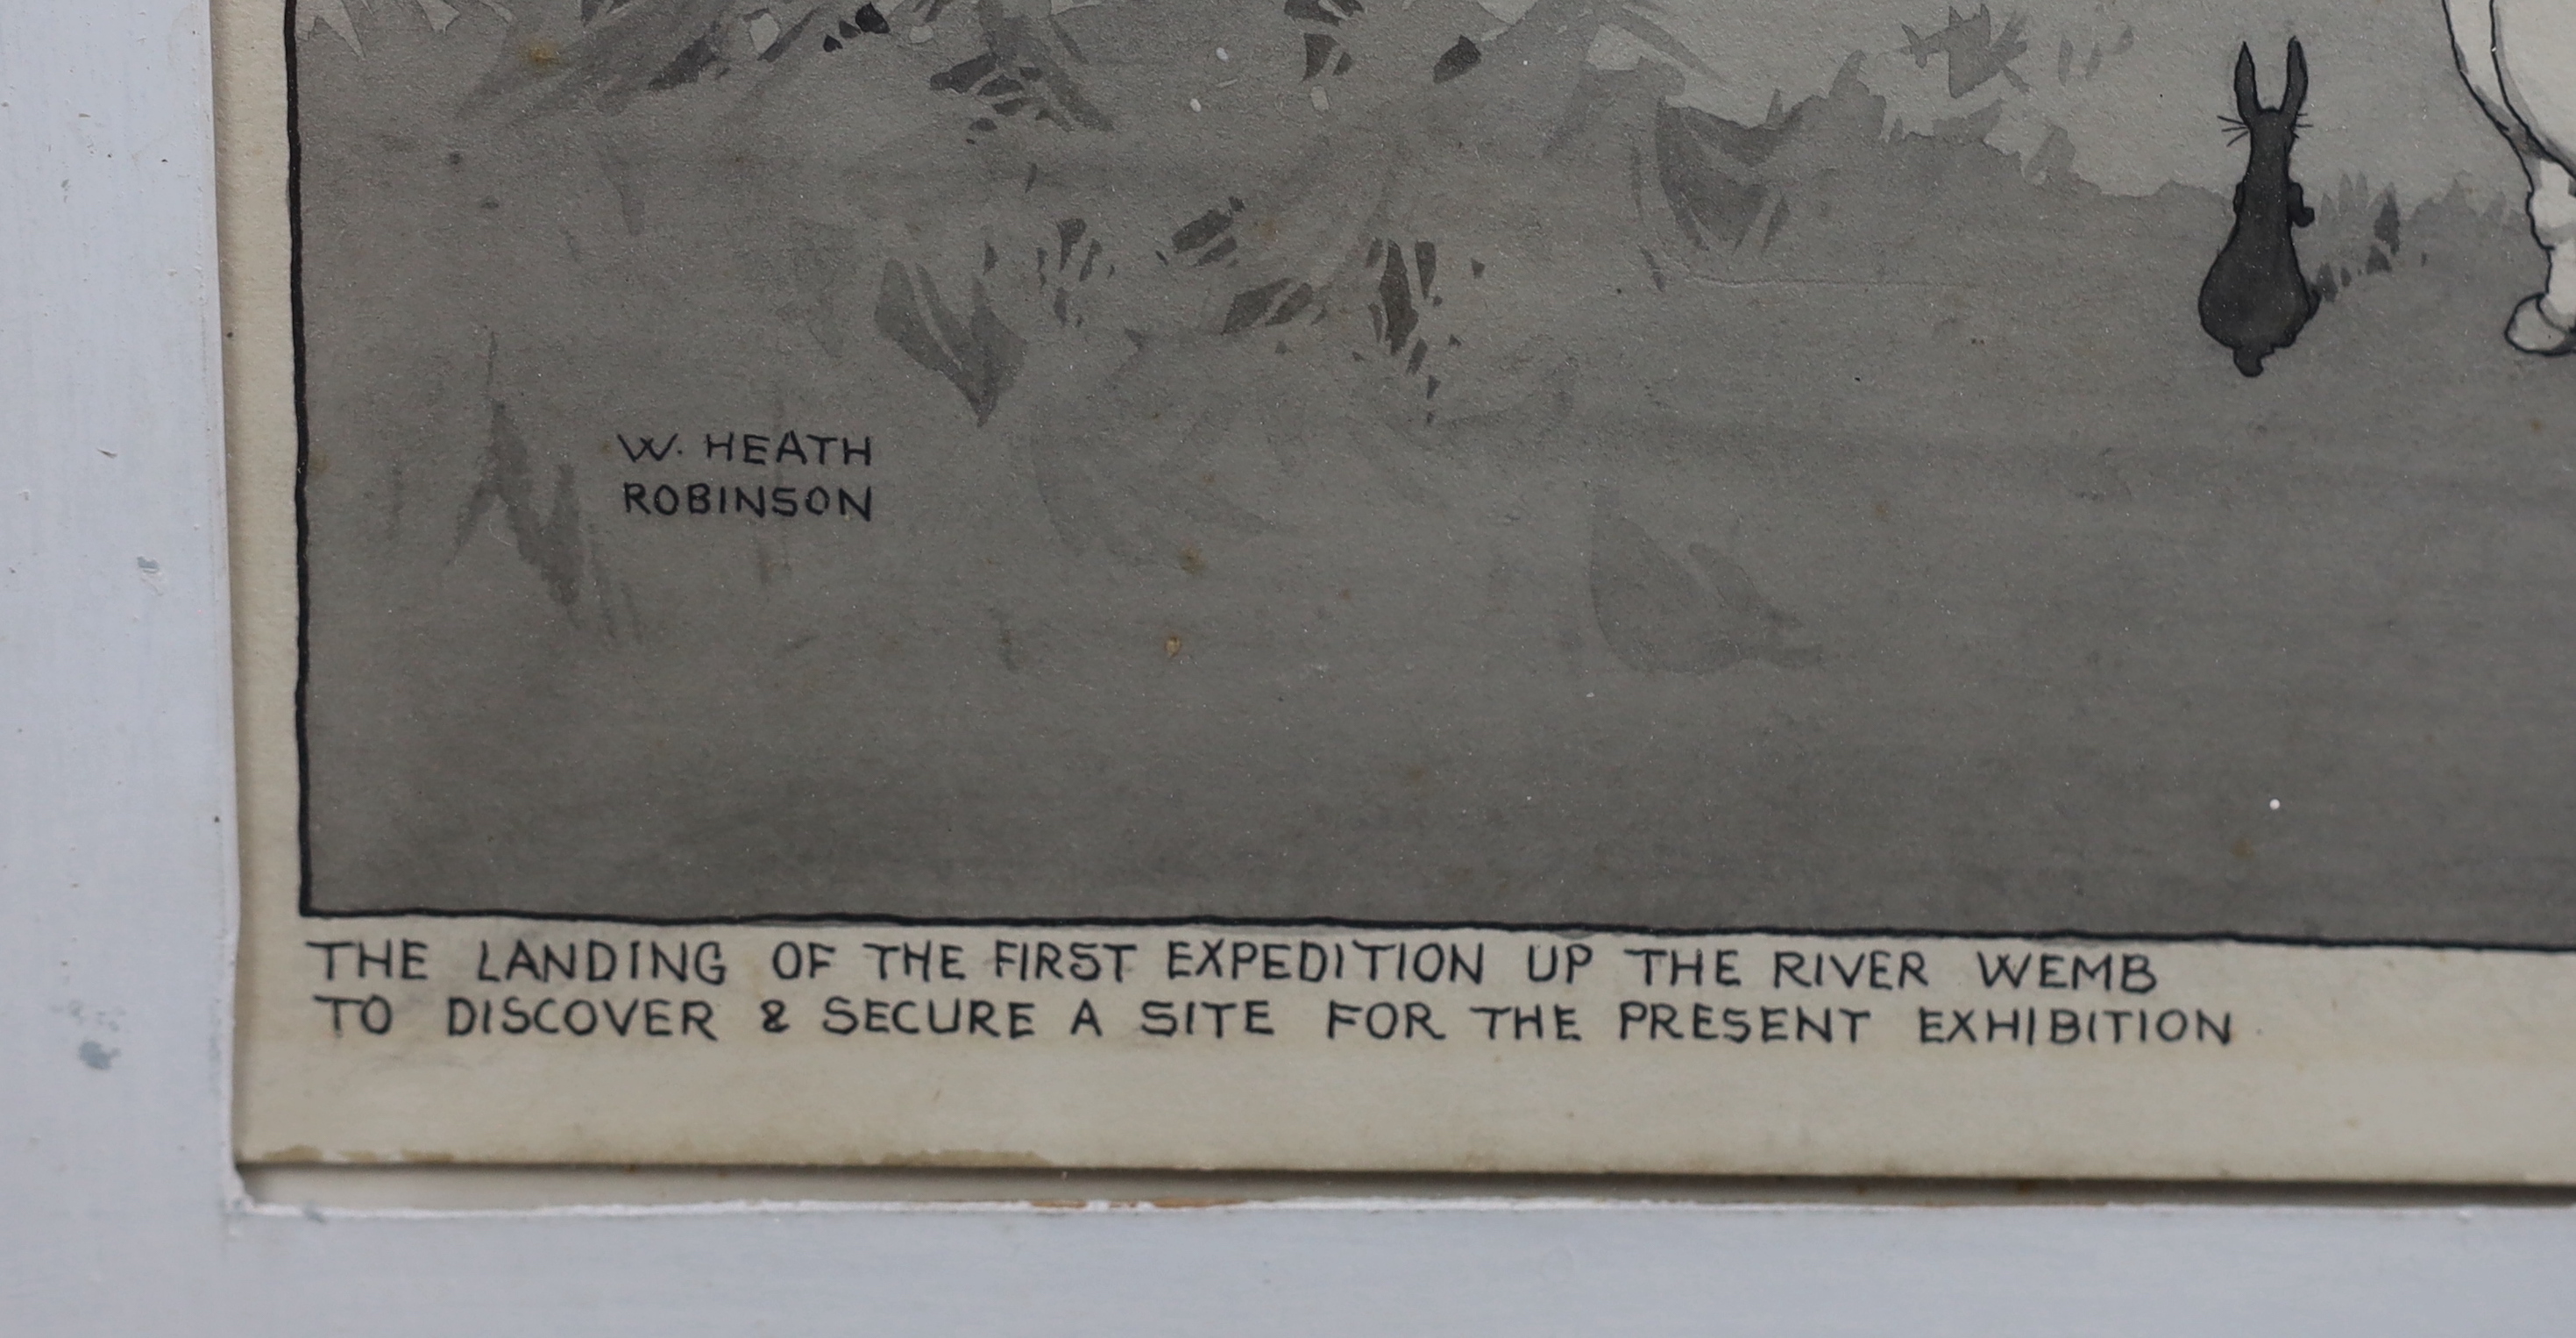 W. HEATH
ROBINSON
THE LANDING OF THE FIRST EXPEDITION UP THE RIVER WEMB
TO DISCOVER & SECURE A SITE FOR THE PRESENT EXHIBITION